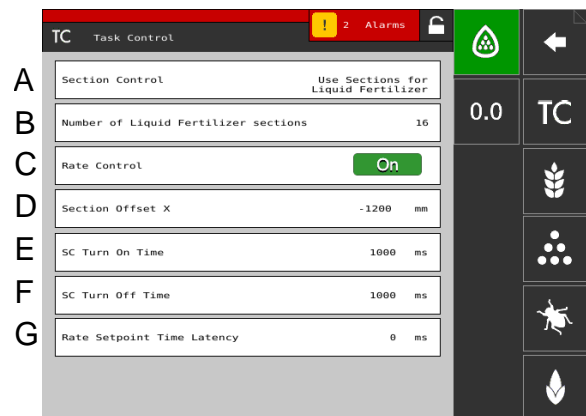 ! 2 Alarms
TC Task Control
A Section Control Use Sections for
Liquid Fertilizer
B Number of Liquid Fertilizer sections 16
C Rate Control On
D Section Offset X -1200 mm
E SC Turn On Time 1000 ms
F SC Turn Off Time 1000 ms
G Rate Setpoint Time Latency 0 ms
0.0 TC